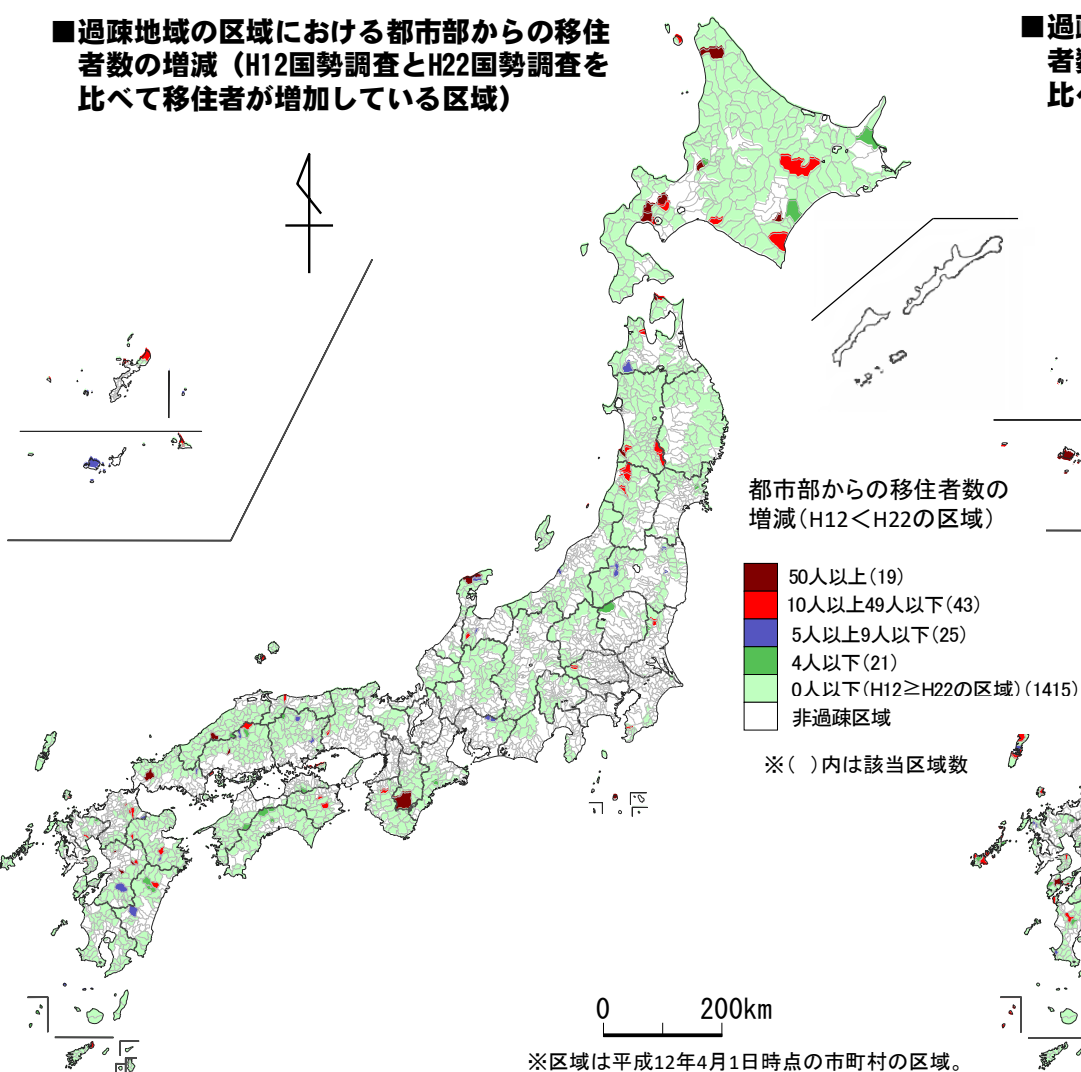 ■過疎地域の区域における都市部からの移住
者数の増減（H12国勢調査とH22国勢調査を
比べて移住者が増加している区域）
■過
者
比べ
都市部からの移住者数の
増減（H12＜H22の区域）
50人以上（19）
10人以上49人以下（43）
5人以上9人以下（25）
4人以下（21）
0人以下（H12≧H22の区域）（1415）
非過疎区域
※（　）内は該当区域数
0 200km
※区域は平成12年4月1日時点の市町村の区域。